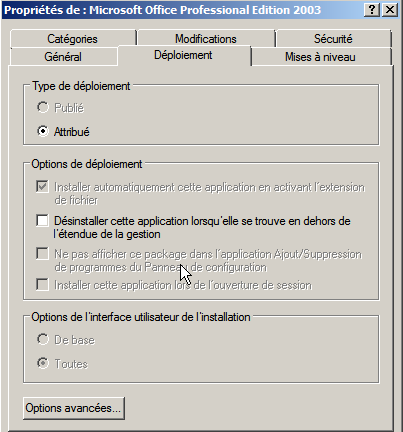 Propriétés de : Microsoft Office Professional Edition 2003
Catégories Modifications Sécurité
Général Déploiement Mises à niveau
Type de déploiement
Publié
Attribué
Options de déploiement
Installer automatiquement cette application en activant l'extension
de fichier
Désinstaller cette application lorsqu'elle se trouve en dehors de
l'étendue de la gestion
Ne pas afficher ce package dans l'application Ajout/Suppression
de programmes du Panneau de configuration
Installer cette application lors de l'ouverture de session
Options de l'interface utilisateur de l'installation
De base
Toutes
Options avancées...